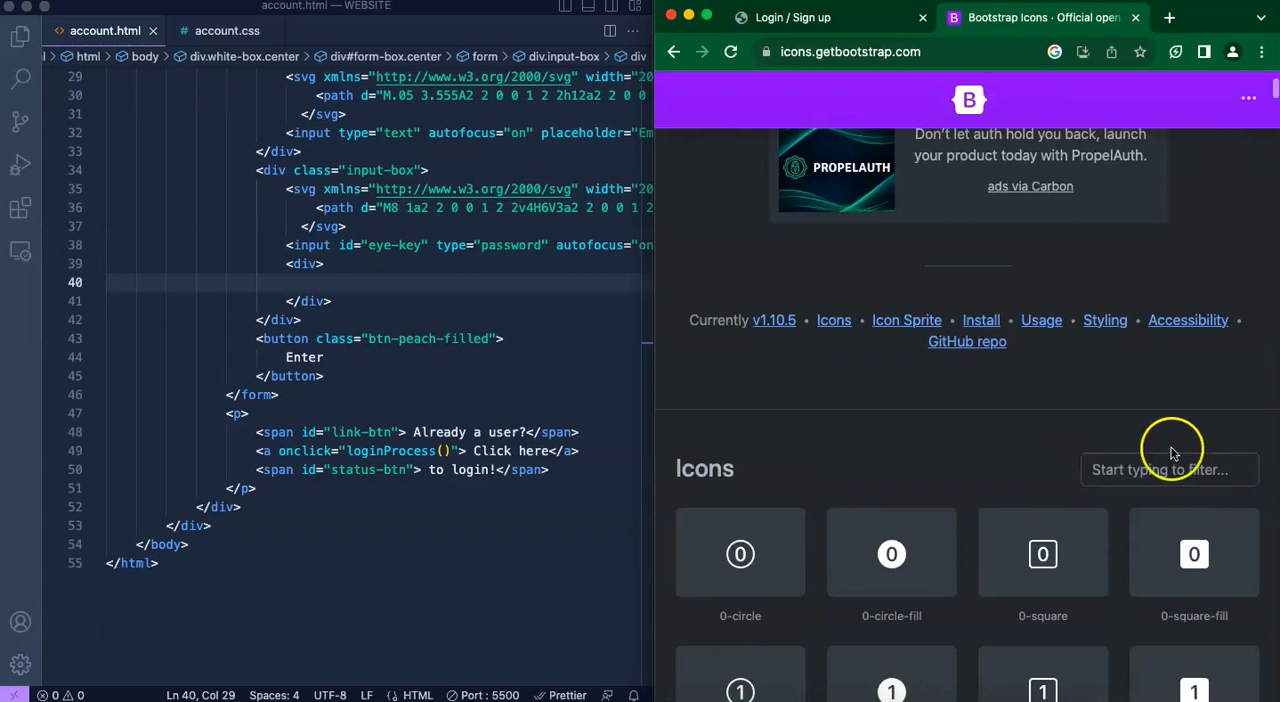 account.html — WEBSITE
account.html
account.css
html
body
div.white-box.center
div#form-box.center
form
div.input-box
div
29 <svg xmlns="http://www.w3.org/2000/svg" width="20
30 <path d="M.05 3.555A2 2 0 0 1 2 2h12a2 2 0 0
31 </svg>
32 <input type="text" autofocus="on" placeholder="Em
33 </div>
34 <div class="input-box">
35 <svg xmlns="http://www.w3.org/2000/svg" width="20
36 <path d="M8 1a2 2 0 0 1 2 2v4H6V3a2 2 0 0 1
37 </svg>
38 <input id="eye-key" type="password" autofocus="on
39 <div>
40
41 </div>
42 </div>
43 <button class="btn-peach-filled">
44 Enter
45 </button>
46 </form>
47 <p>
48 <span id="link-btn"> Already a user?</span>
49 <a onclick="loginProcess()"> Click here</a>
50 <span id="status-btn"> to login!</span>
51 </p>
52 </div>
53 </div>
54 </body>
55 </html>
0 0 Ln 40, Col 29 Spaces: 4 UTF-8 LF HTML Port : 5500 Prettier
Login / Sign up
Bootstrap Icons · Official open
icons.getbootstrap.com
B
Don't let auth hold you back, launch
your product today with PropelAuth.
PROPELAUTH
ads via Carbon
Currently v1.10.5 • Icons • Icon Sprite • Install • Usage • Styling • Accessibility •
GitHub repo
Icons
Start typing to filter...
0 0 0 0
0-circle 0-circle-fill 0-square 0-square-fill
1 1 1 1